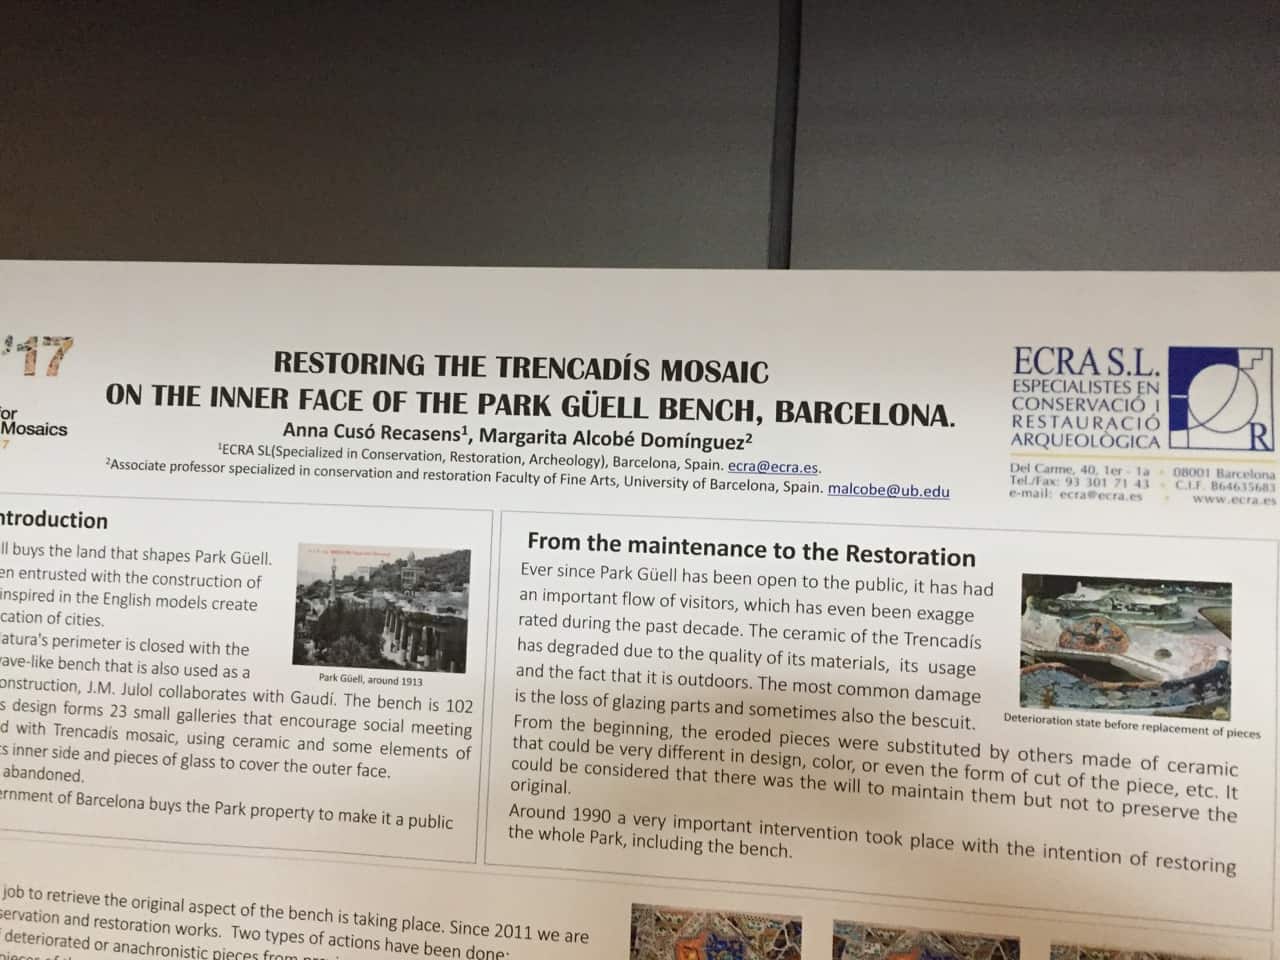 '17
or
Mosaics
7
RESTORING THE TRENCADÍS MOSAIC
ON THE INNER FACE OF THE PARK GÜELL BENCH, BARCELONA.
Anna Cusó Recasens¹, Margarita Alcobé Domínguez²
¹ECRA SL(Specialized in Conservation, Restoration, Archeology), Barcelona, Spain. ecra@ecra.es.
²Associate professor specialized in conservation and restoration Faculty of Fine Arts, University of Barcelona, Spain. malcobe@ub.edu
ECRA S.L.
ESPECIALISTES EN
CONSERVACIÓ I
RESTAURACIÓ
ARQUEOLÒGICA
R
Del Carme, 40, 1er - 1a • 08001 Barcelona
Tel./Fax: 93 301 71 43 • C.I.F. B64635683
e-mail: ecra@ecra.es • www.ecra.es
ntroduction
ll buys the land that shapes Park Güell.
en entrusted with the construction of
inspired in the English models create
cation of cities.
atura's perimeter is closed with the
ave-like bench that is also used as a
onstruction, J.M. Julol collaborates with Gaudí. The bench is 102
s design forms 23 small galleries that encourage social meeting
d with Trencadís mosaic, using ceramic and some elements of
s inner side and pieces of glass to cover the outer face.
abandoned.
ernment of Barcelona buys the Park property to make it a public
Park Güell, around 1913
From the maintenance to the Restoration
Ever since Park Güell has been open to the public, it has had
an important flow of visitors, which has even been exagge
rated during the past decade. The ceramic of the Trencadís
has degraded due to the quality of its materials, its usage
and the fact that it is outdoors. The most common damage
is the loss of glazing parts and sometimes also the bescuit.
From the beginning, the eroded pieces were substituted by others made of ceramic
that could be very different in design, color, or even the form of cut of the piece, etc. It
could be considered that there was the will to maintain them but not to preserve the
original.
Around 1990 a very important intervention took place with the intention of restoring
the whole Park, including the bench.
Deterioration state before replacement of pieces
job to retrieve the original aspect of the bench is taking place. Since 2011 we are
servation and restoration works. Two types of actions have been done:
deteriorated or anachronistic pieces from